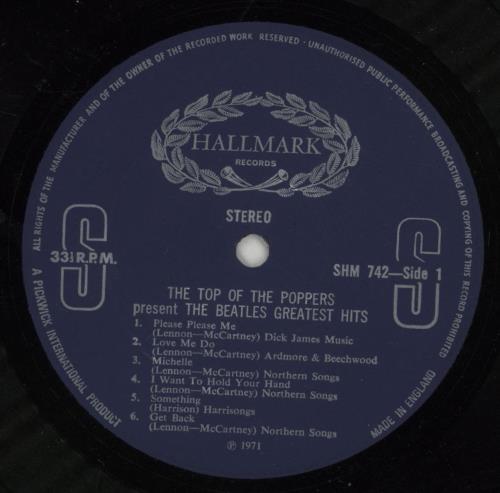 ALL RIGHTS OF THE MANUFACTURER AND OF THE OWNER OF THE RECORDED WORK RESERVED - UNAUTHORISED PUBLIC PERFORMANCE BROADCASTING AND COPYING OF THIS RECORD PROHIBITED
HALLMARK
RECORDS
STEREO
S
S
33⅓ R.P.M.
SHM 742—Side 1
THE TOP OF THE POPPERS
present THE BEATLES GREATEST HITS
1. Please Please Me
(Lennon—McCartney) Dick James Music
2. Love Me Do
(Lennon—McCartney) Ardmore & Beechwood
3. Michelle
(Lennon—McCartney) Northern Songs
4. I Want To Hold Your Hand
(Lennon—McCartney) Northern Songs
5. Something
(Harrison) Harrisongs
6. Get Back
(Lennon—McCartney) Northern Songs
Ⓟ 1971
A PICKWICK INTERNATIONAL PRODUCT
MADE IN ENGLAND